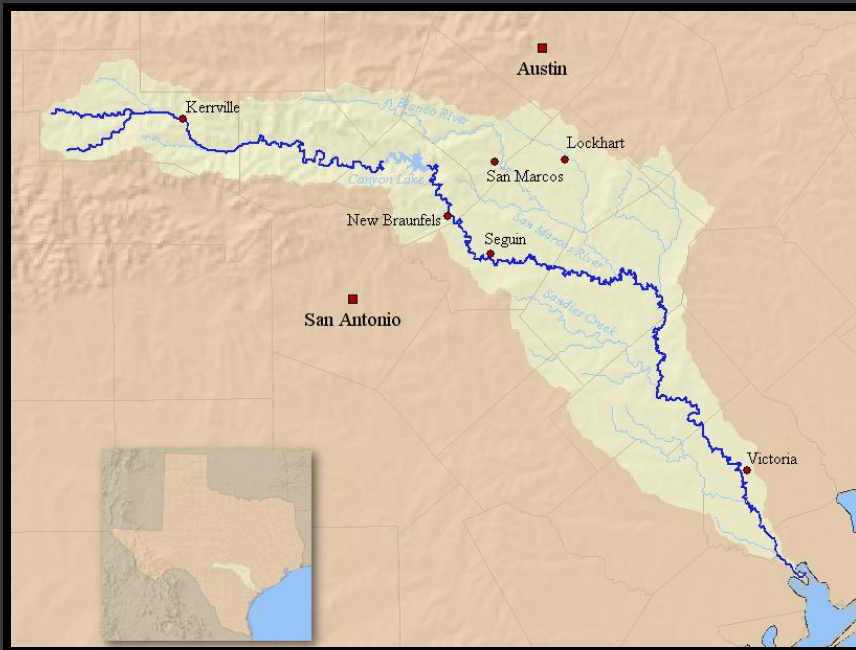 Austin
Kerrville
Blanco River
Lockhart
San Marcos
Canyon Lake
New Braunfels
San Marcos River
Seguin
Sandies Creek
San Antonio
Victoria